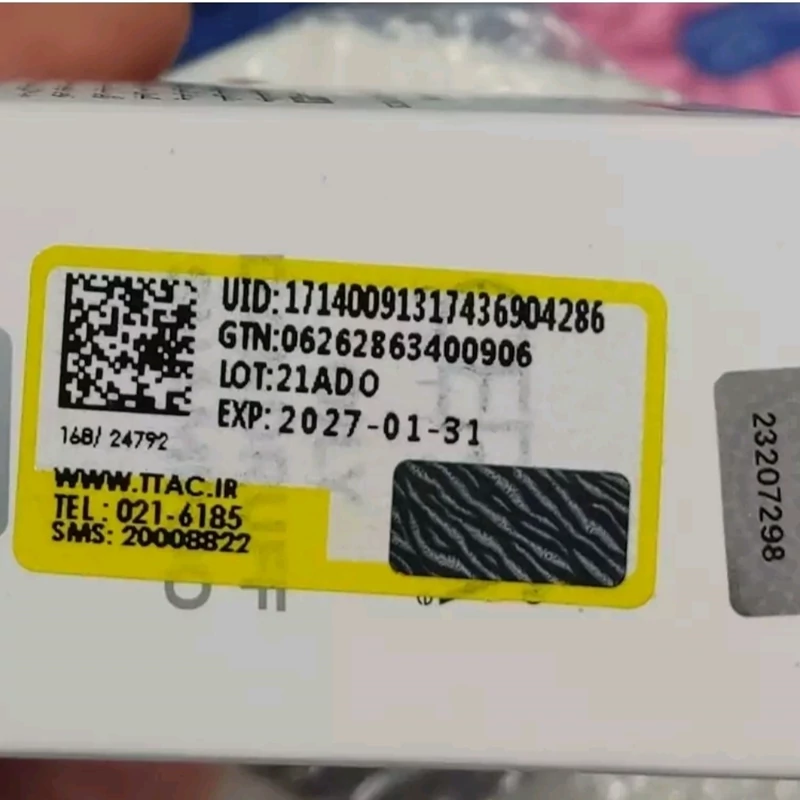 UID:17140091317436904286
GTN:06262863400906
LOT:21ADO
EXP:2027-01-31
168/ 24792
WWW.TTAC.IR
TEL : 021-6185
SMS: 20008822
23207298